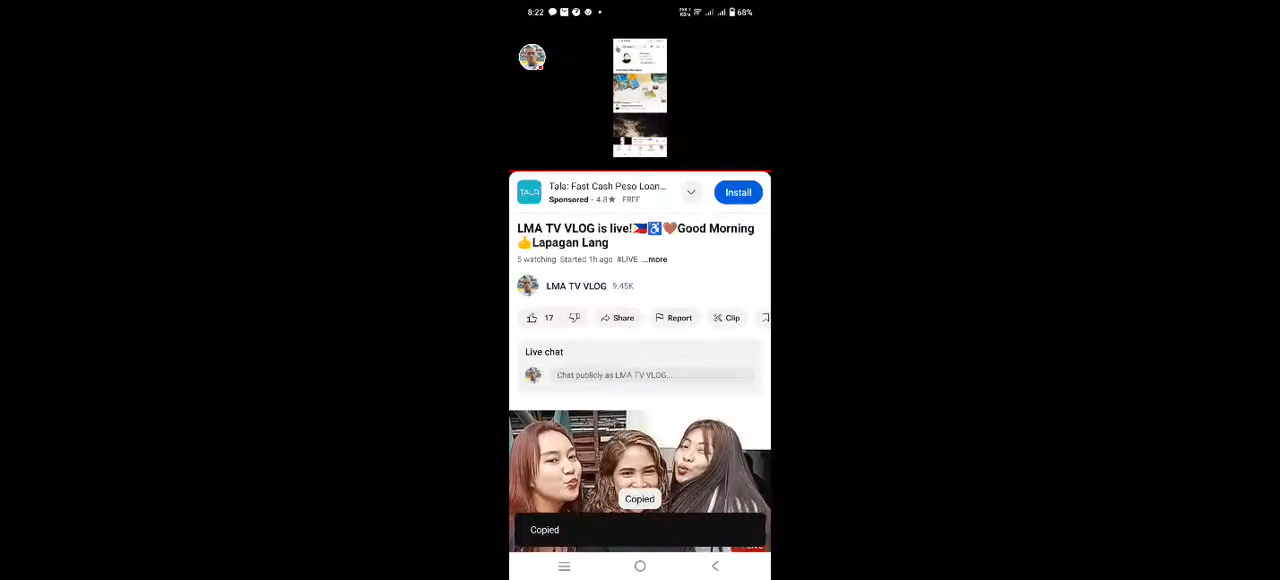 8:22
68%
TALA
Tala: Fast Cash Peso Loan...
Sponsored · 4.8★ FREE
Install
LMA TV VLOG is live!🇵🇭♿🤎Good Morning
👍Lapagan Lang
5 watching Started 1h ago #LIVE ...more
LMA TV VLOG 9.45K
17
Share
Report
Clip
Live chat
Chat publicly as LMA TV VLOG...
Copied
Copied